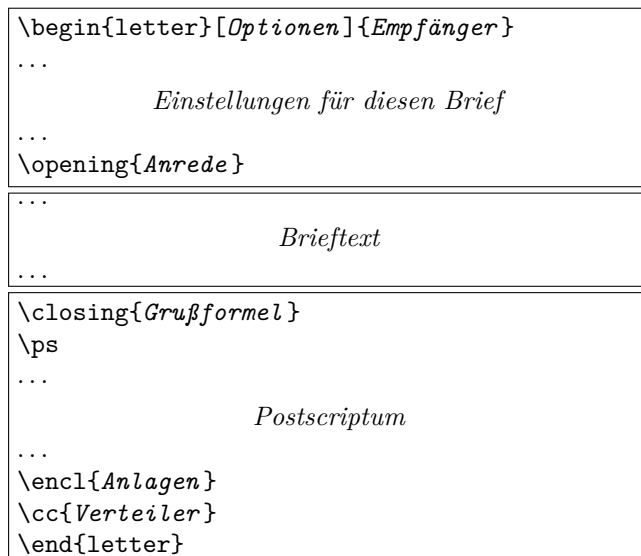 \begin{letter}[Optionen]{Empfänger}
...
Einstellungen für diesen Brief
...
\opening{Anrede}
...
Brieftext
...
\closing{Grußformel}
\ps
...
Postscriptum
...
\encl{Anlagen}
\cc{Verteiler}
\end{letter}